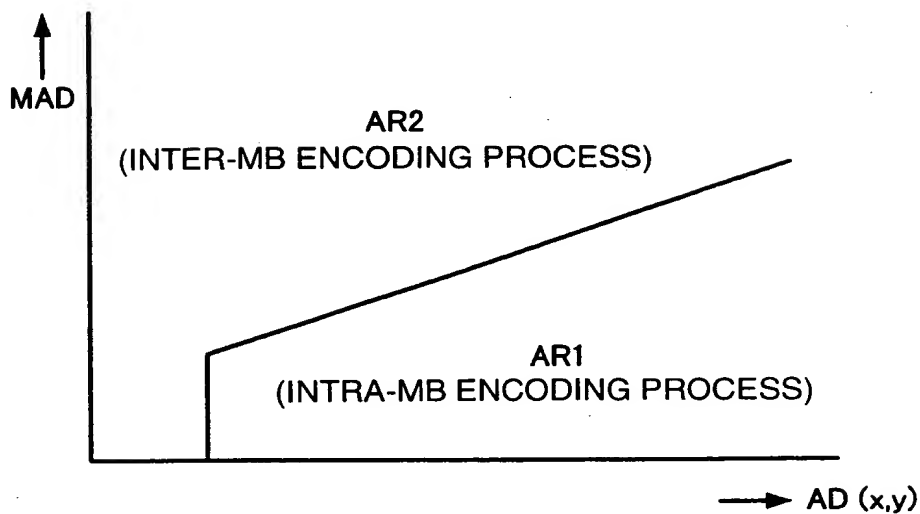 MAD
AR2
(INTER-MB ENCODING PROCESS)
AR1
(INTRA-MB ENCODING PROCESS)
AD (x,y)